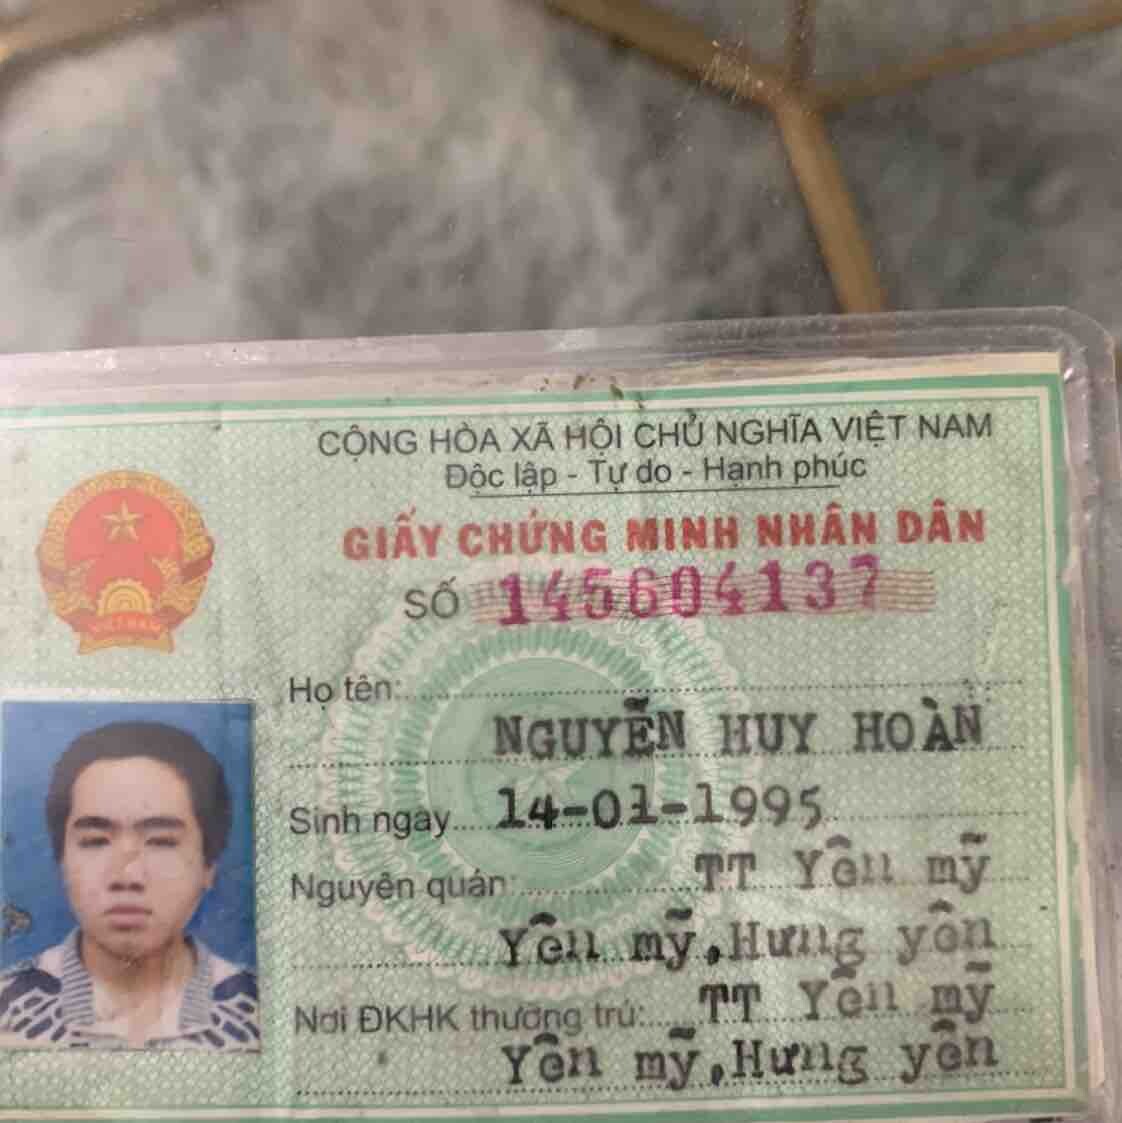 CỘNG HÒA XÃ HỘI CHỦ NGHĨA VIỆT NAM
Độc lập - Tự do - Hạnh phúc
GIẤY CHỨNG MINH NHÂN DÂN
SỐ 145604137
VIỆT NAM
Họ tên:
NGUYỄN HUY HOÀN
Sinh ngày 14-01-1995
Nguyên quán: TT Yên mỹ
Yên mỹ,Hưng yên
Nơi ĐKHK thường trú: TT Yên mỹ
Yên mỹ,Hưng yên